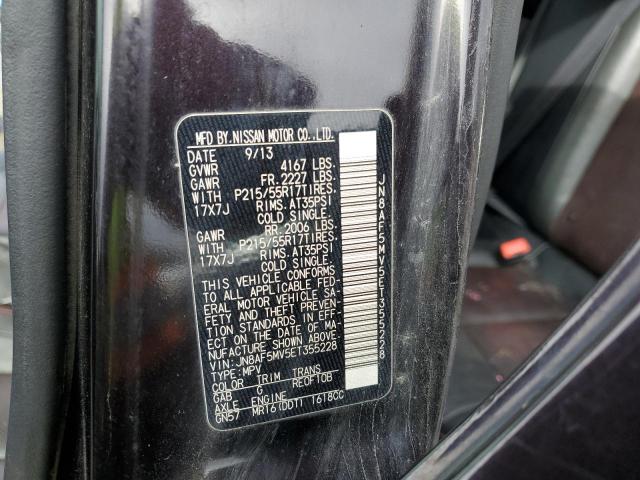 MFD BY.NISSAN MOTOR CO.,LTD.
DATE 9/13
GVWR 4167 LBS.
GAWR FR. 2227 LBS.
WITH P215/55R17TIRES.
17X7J RIMS.AT35PSI
COLD SINGLE.
GAWR RR. 2006 LBS.
WITH P215/55R17TIRES.
17X7J RIMS.AT35PSI
COLD SINGLE.
THIS VEHICLE CONFORMS
TO ALL APPLICABLE FED-
ERAL MOTOR VEHICLE SA-
FETY AND THEFT PREVEN-
TION STANDARDS IN EFF-
ECT ON THE DATE OF MA-
NUFACTURE SHOWN ABOVE.
VIN:JN8AF5MV5ET355228
TYPE:MPV
COLOR TRIM TRANS
GAB G RE0F10B
AXLE ENGINE
GN57 MR16(DDT) 1618CC
JN8AF5MV5ET355228